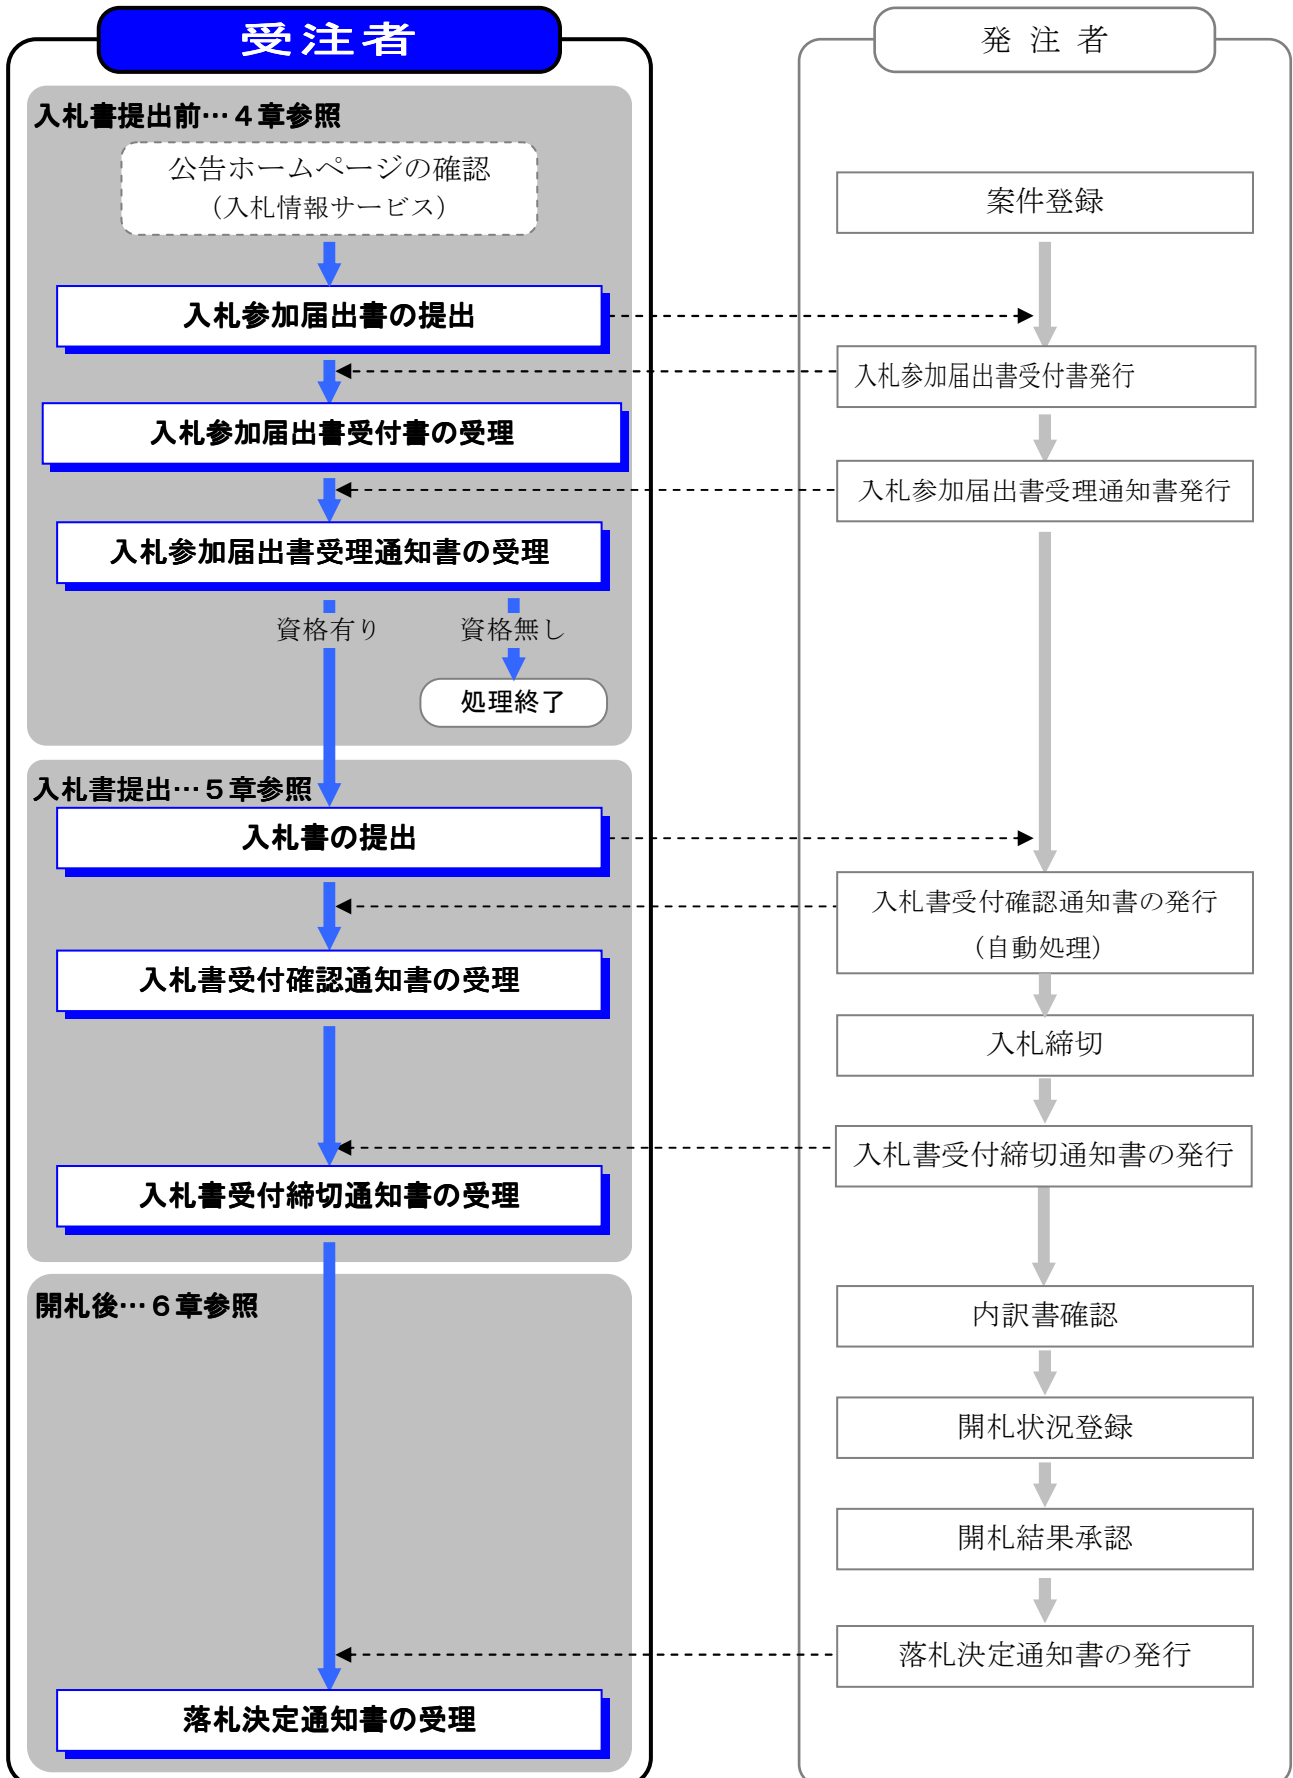 受注者
入札書提出前…４章参照
公告ホームページの確認
（入札情報サービス）
入札参加届出書の提出
入札参加届出書受付書の受理
入札参加届出書受理通知書の受理
資格有り
資格無し
処理終了
入札書提出…５章参照
入札書の提出
入札書受付確認通知書の受理
入札書受付締切通知書の受理
開札後…６章参照
落札決定通知書の受理
発 注 者
案件登録
入札参加届出書受付書発行
入札参加届出書受理通知書発行
入札書受付確認通知書の発行
（自動処理）
入札締切
入札書受付締切通知書の発行
内訳書確認
開札状況登録
開札結果承認
落札決定通知書の発行